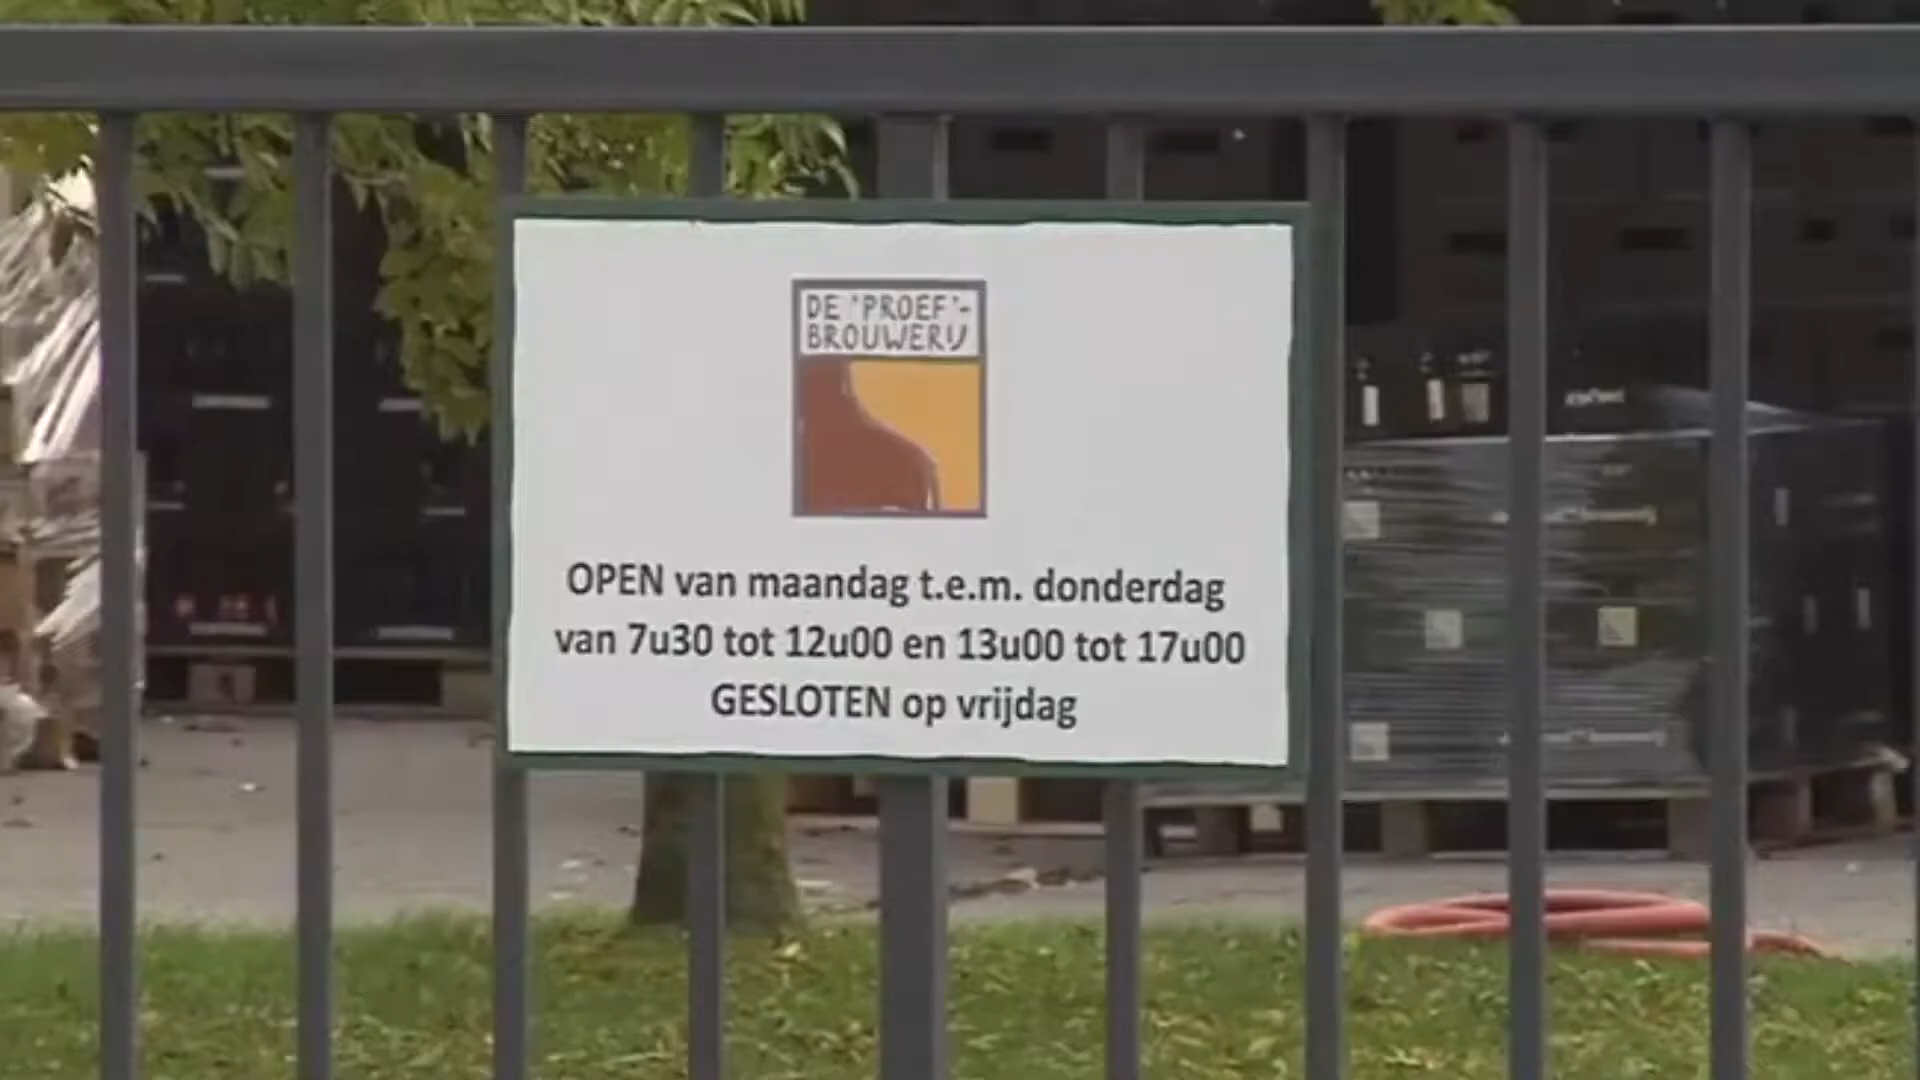 DE 'PROEF'-
BROUWERIJ
OPEN van maandag t.e.m. donderdag
van 7u30 tot 12u00 en 13u00 tot 17u00
GESLOTEN op vrijdag